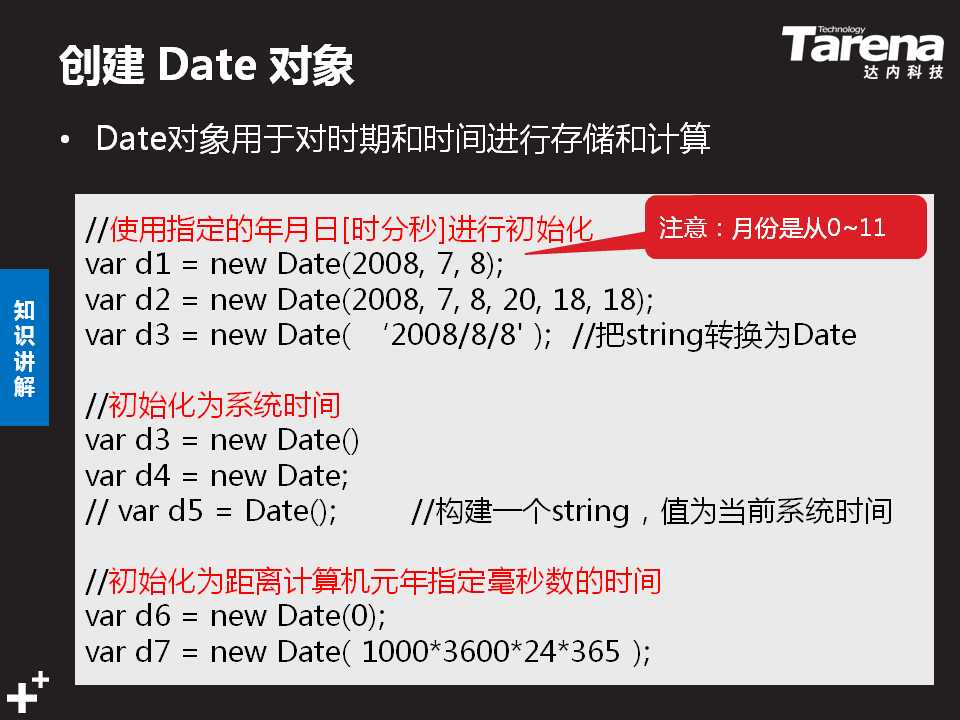 创建 Date 对象
Technology
Tarena
达内科技
• Date对象用于对时期和时间进行存储和计算
//使用指定的年月日[时分秒]进行初始化
注意：月份是从0~11
var d1 = new Date(2008, 7, 8);
var d2 = new Date(2008, 7, 8, 20, 18, 18);
var d3 = new Date( ‘2008/8/8' ); //把string转换为Date
知识讲解
//初始化为系统时间
var d3 = new Date()
var d4 = new Date;
// var d5 = Date(); //构建一个string，值为当前系统时间
//初始化为距离计算机元年指定毫秒数的时间
var d6 = new Date(0);
var d7 = new Date( 1000*3600*24*365 );